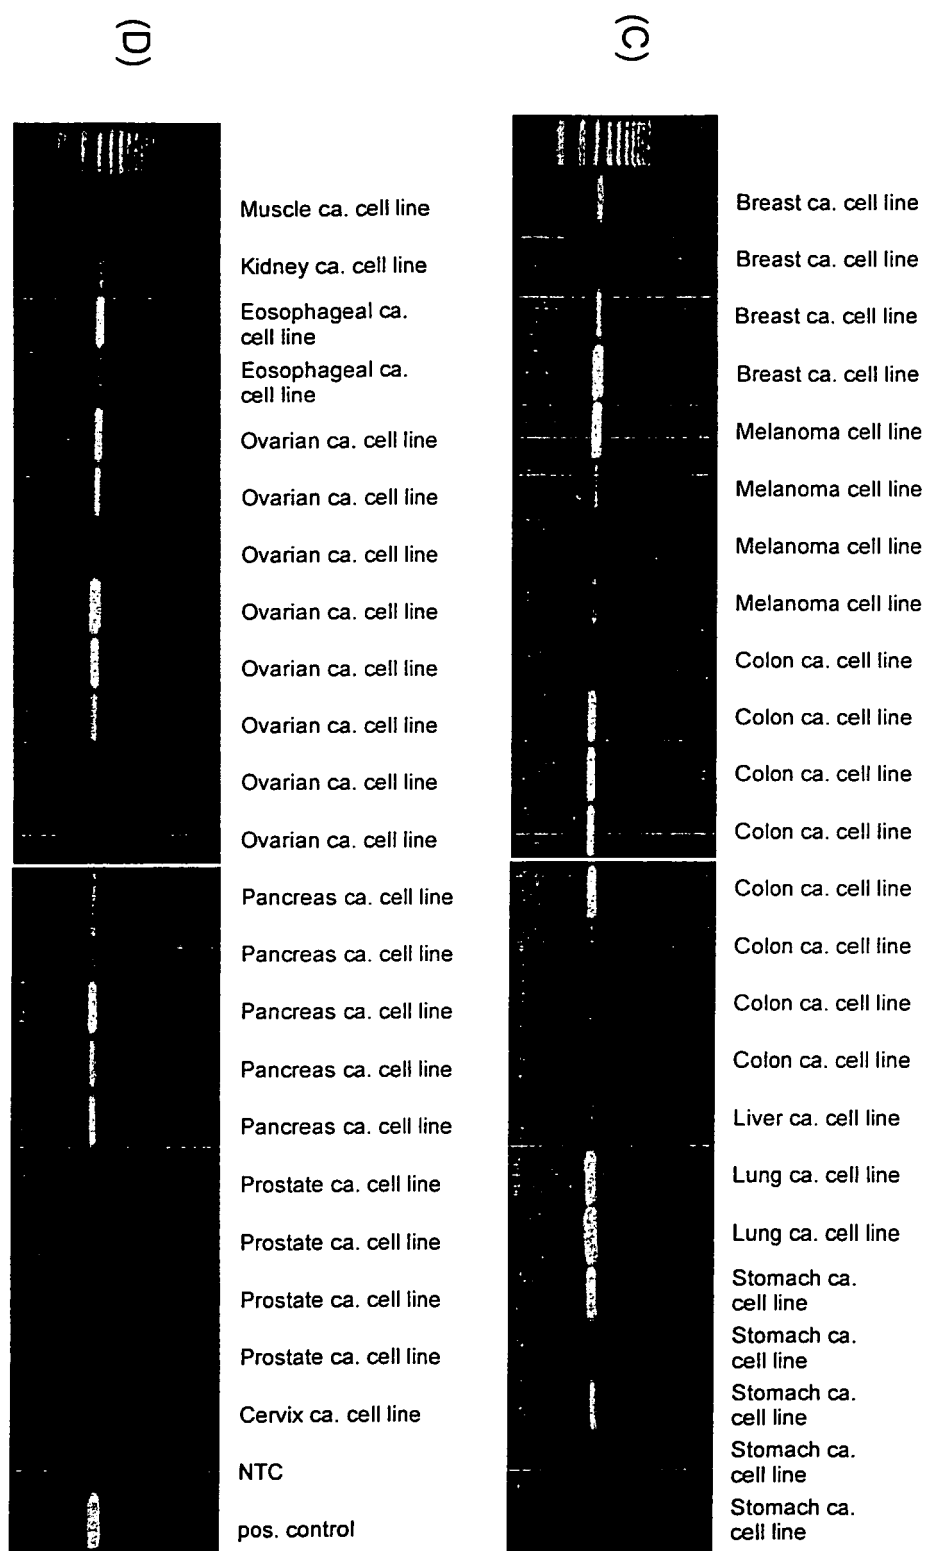 (D)
Muscle ca. cell line
Kidney ca. cell line
Eosophageal ca.
cell line
Eosophageal ca.
cell line
Ovarian ca. cell line
Ovarian ca. cell line
Ovarian ca. cell line
Ovarian ca. cell line
Ovarian ca. cell line
Ovarian ca. cell line
Ovarian ca. cell line
Ovarian ca. cell line
Pancreas ca. cell line
Pancreas ca. cell line
Pancreas ca. cell line
Pancreas ca. cell line
Pancreas ca. cell line
Prostate ca. cell line
Prostate ca. cell line
Prostate ca. cell line
Prostate ca. cell line
Cervix ca. cell line
NTC
pos. control
(C)
Breast ca. cell line
Breast ca. cell line
Breast ca. cell line
Breast ca. cell line
Melanoma cell line
Melanoma cell line
Melanoma cell line
Melanoma cell line
Colon ca. cell line
Colon ca. cell line
Colon ca. cell line
Colon ca. cell line
Colon ca. cell line
Colon ca. cell line
Colon ca. cell line
Colon ca. cell line
Liver ca. cell line
Lung ca. cell line
Lung ca. cell line
Stomach ca.
cell line
Stomach ca.
cell line
Stomach ca.
cell line
Stomach ca.
cell line
Stomach ca.
cell line